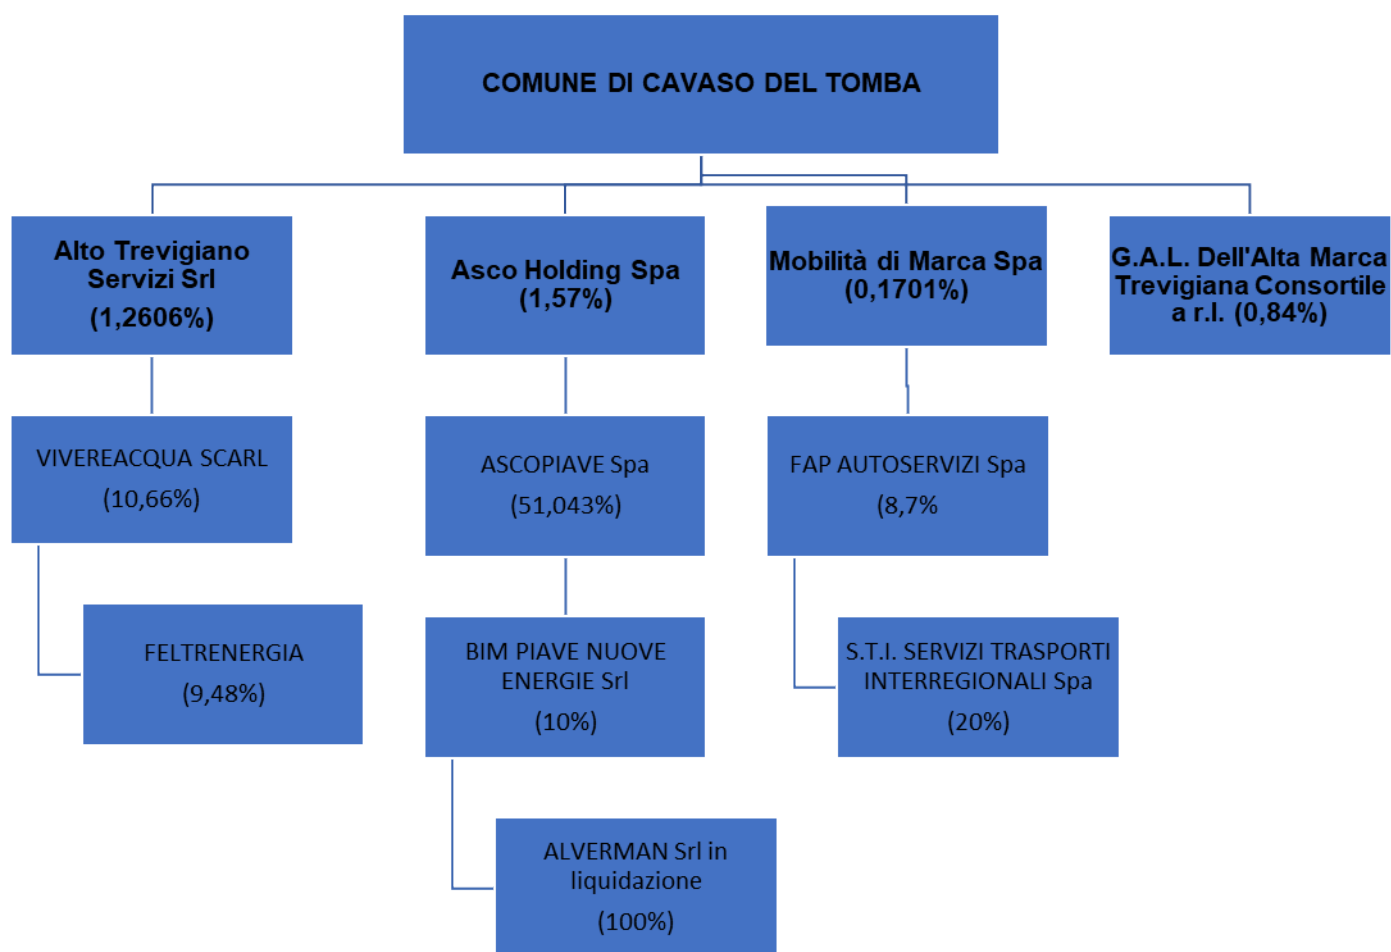 COMUNE DI CAVASO DEL TOMBA
Alto Trevigiano
Servizi Srl
(1,2606%)
Asco Holding Spa
(1,57%)
Mobilità di Marca Spa
(0,1701%)
G.A.L. Dell'Alta Marca
Trevigiana Consortile
a r.l. (0,84%)
VIVEREACQUA SCARL
(10,66%)
ASCOPIAVE Spa
(51,043%)
FAP AUTOSERVIZI Spa
(8,7%
FELTRENERGIA
(9,48%)
BIM PIAVE NUOVE
ENERGIE Srl
(10%)
S.T.I. SERVIZI TRASPORTI
INTERREGIONALI Spa
(20%)
ALVERMAN Srl in
liquidazione
(100%)